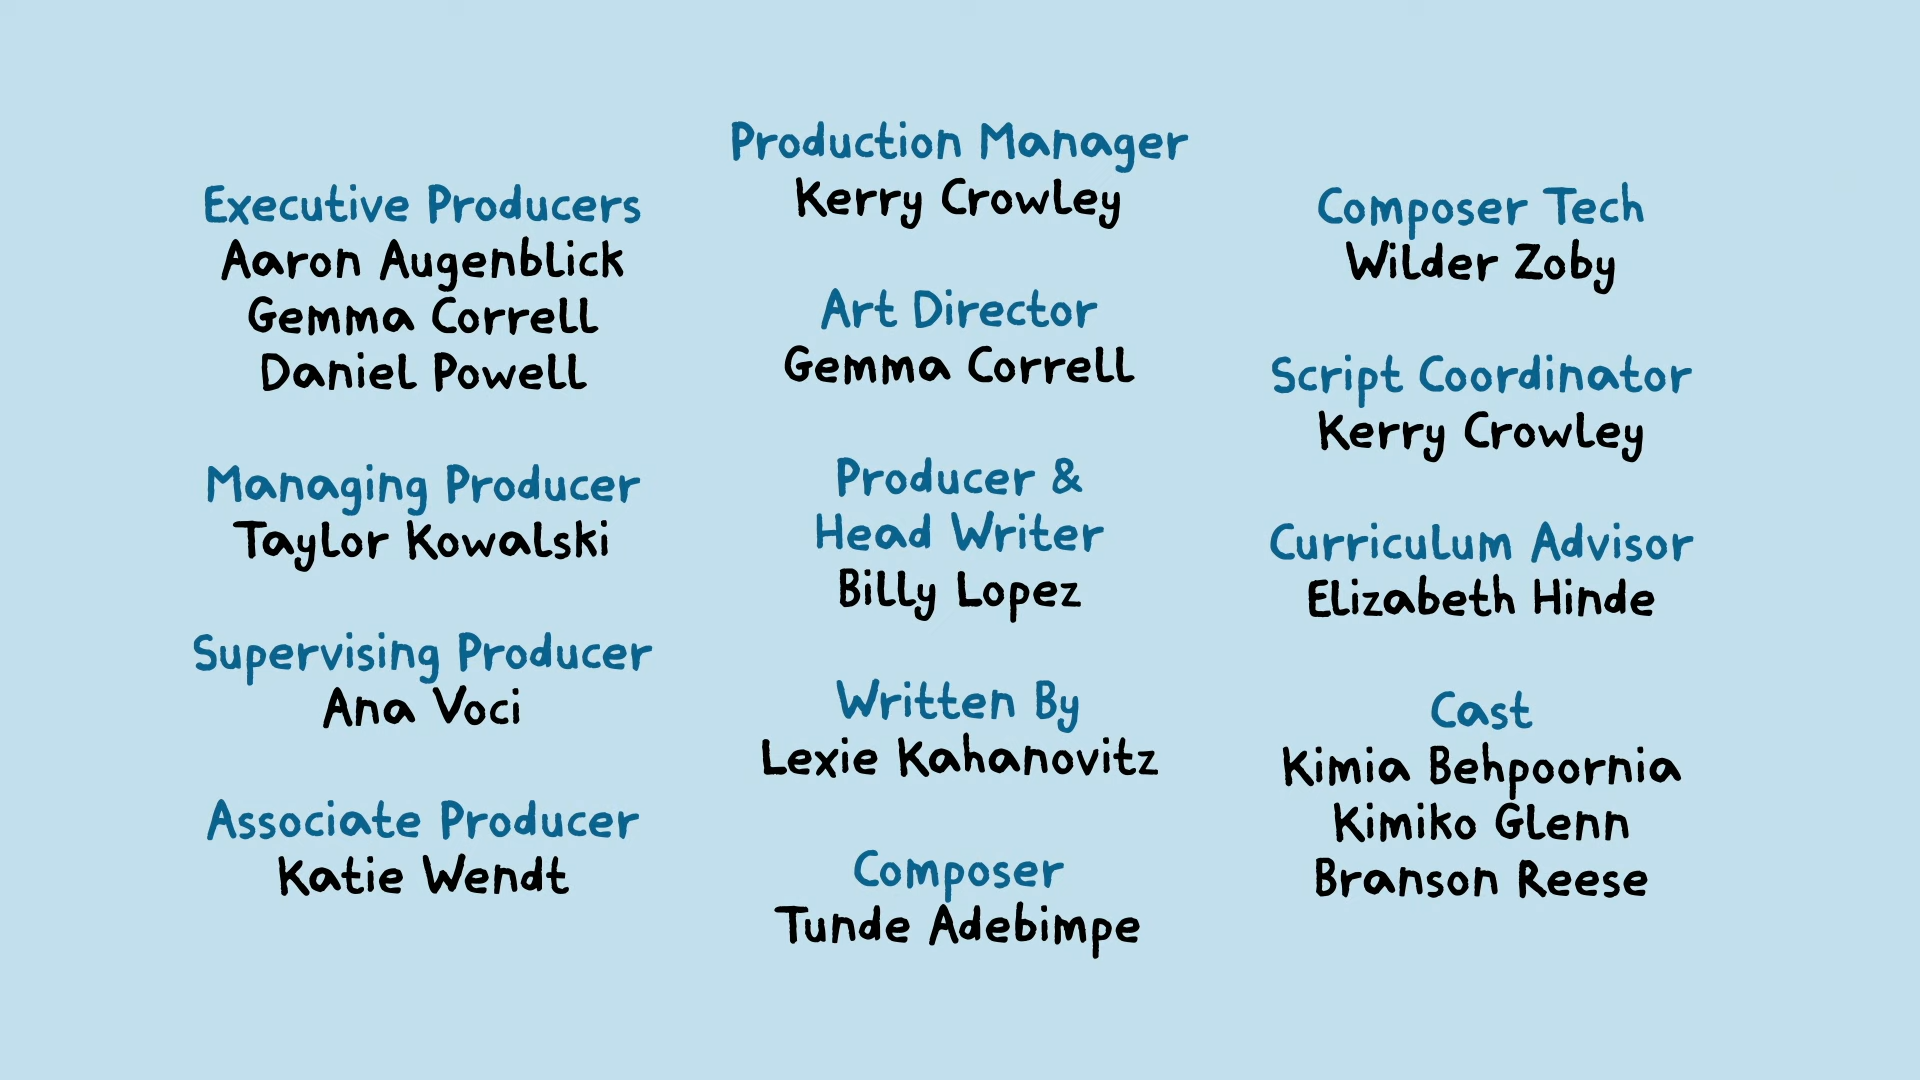 Executive Producers
Aaron Augenblick
Gemma Correll
Daniel Powell
Managing Producer
Taylor Kowalski
Supervising Producer
Ana Voci
Associate Producer
Katie Wendt
Production Manager
Kerry Crowley
Art Director
Gemma Correll
Producer &
Head Writer
Billy Lopez
Written By
Lexie Kahanovitz
Composer
Tunde Adebimpe
Composer Tech
Wilder Zoby
Script Coordinator
Kerry Crowley
Curriculum Advisor
Elizabeth Hinde
Cast
Kimia Behpoornia
Kimiko Glenn
Branson Reese